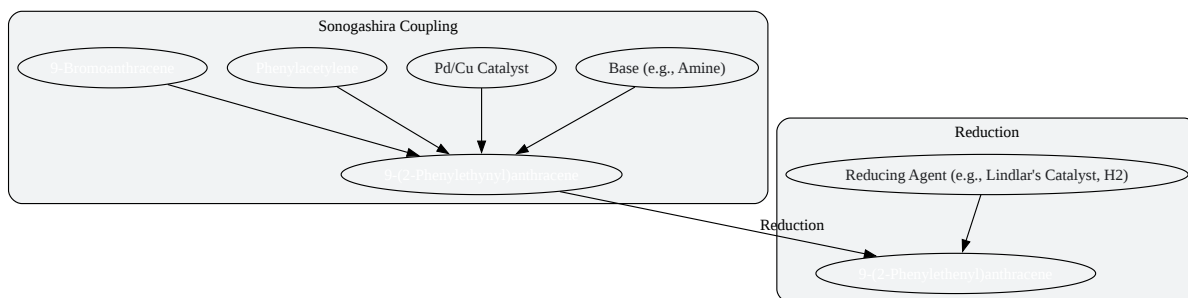 Sonogashira Coupling
9-Bromoanthracene
Phenylacetylene
Pd/Cu Catalyst
Base (e.g., Amine)
9-(2-Phenylethynyl)anthracene
Reduction
Reducing Agent (e.g., Lindlar's Catalyst, H2)
Reduction
9-(2-Phenylethenyl)anthracene